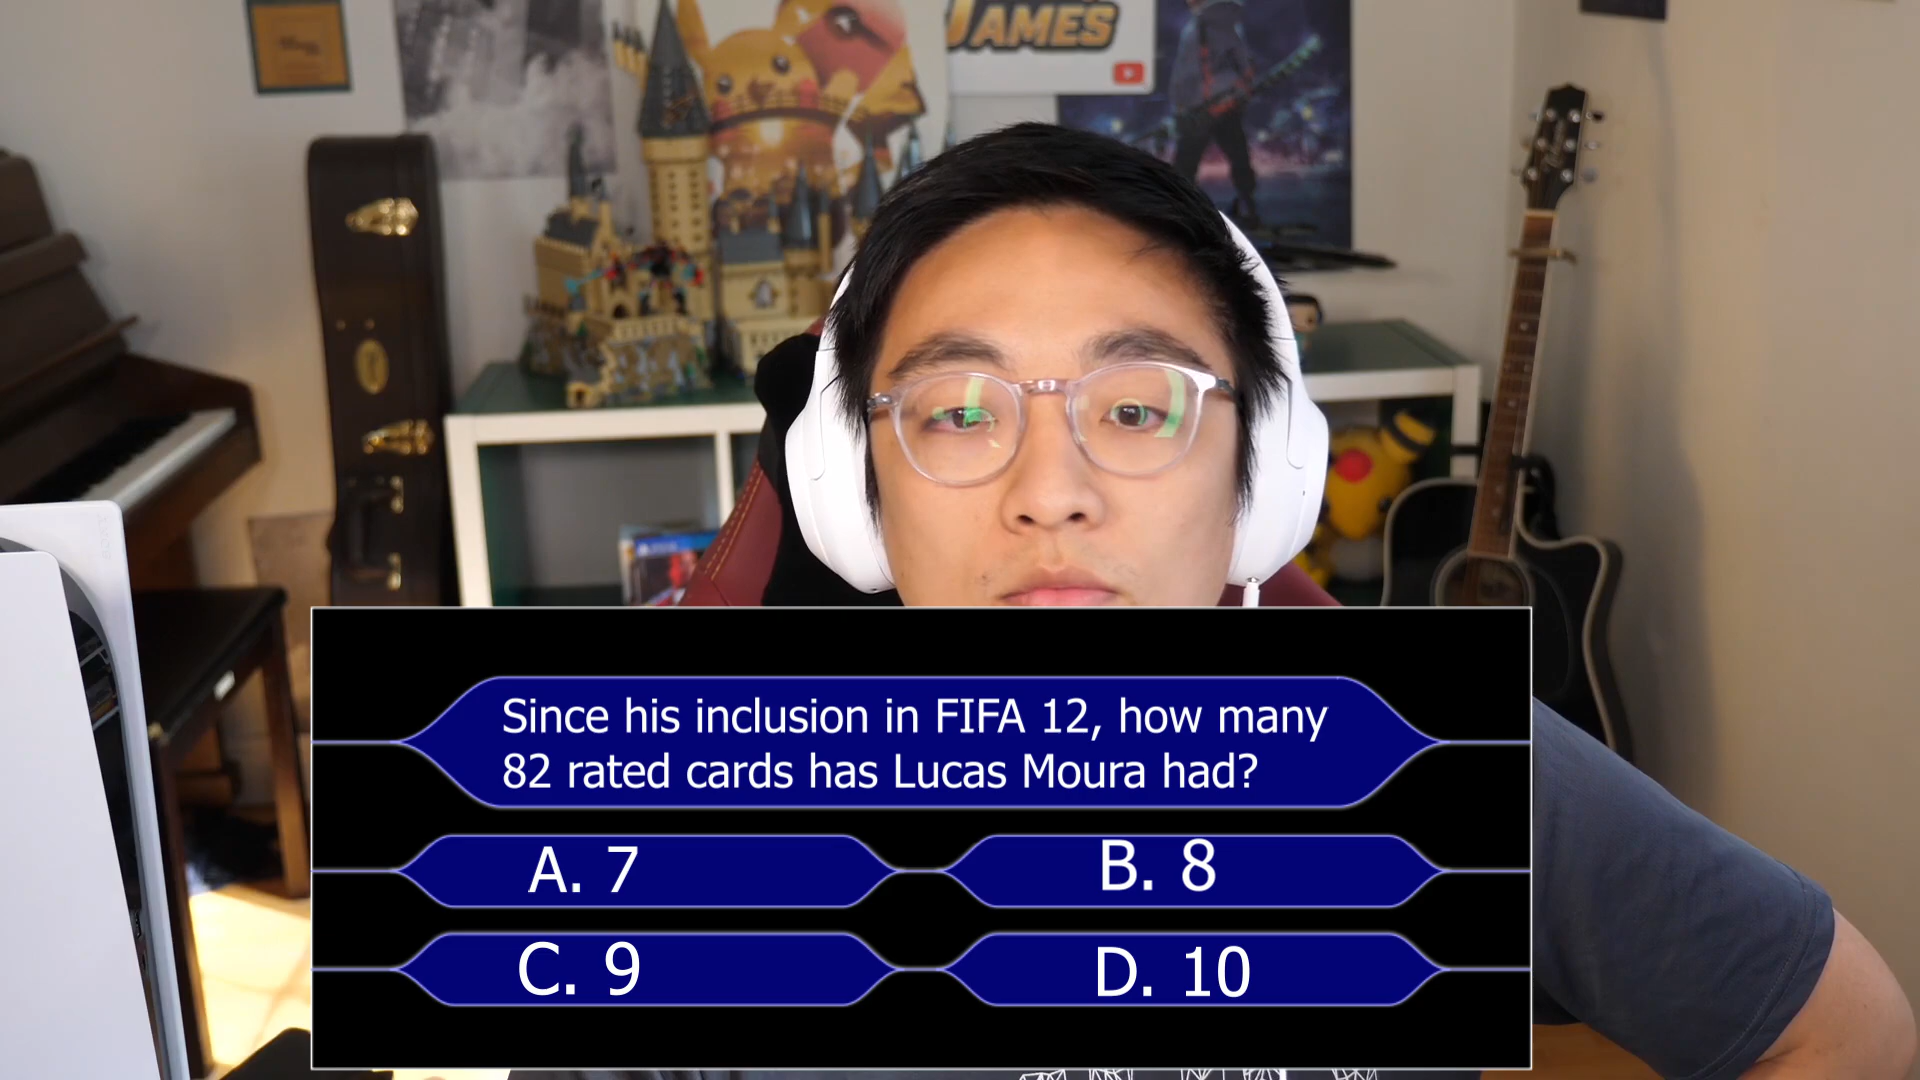 JAMES
Since his inclusion in FIFA 12, how many
82 rated cards has Lucas Moura had?
A. 7
B. 8
C. 9
D. 10